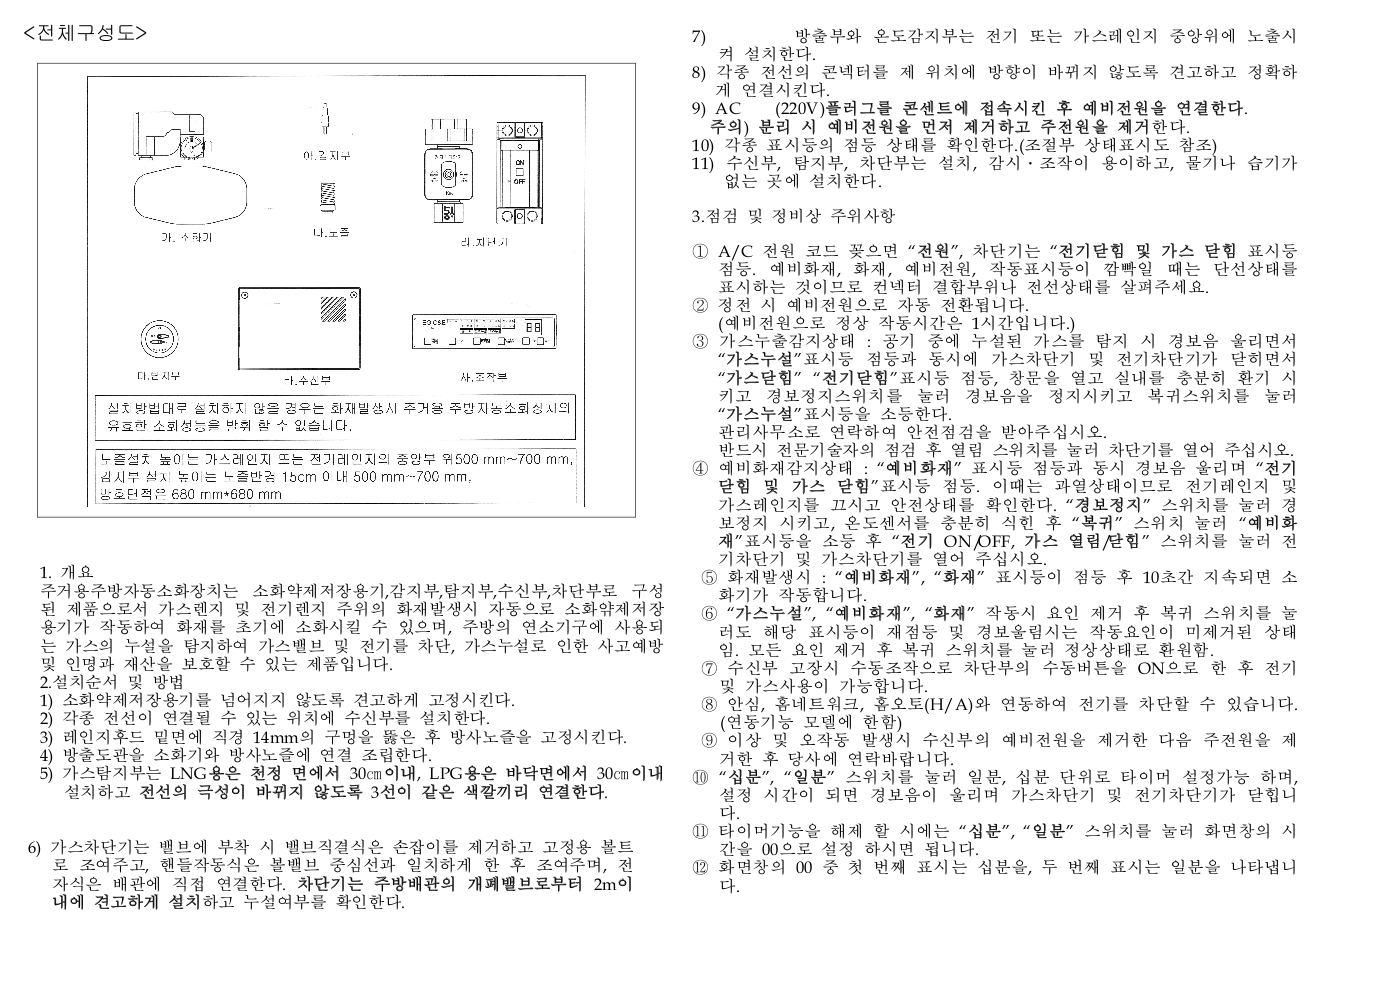 <전체구성도>
가.소화기
아.감지부
나.노즐
ON
OFF
라.차단기
마.탐지부
바.수신부
사.조작부
설치방법대로 설치하지 않을 경우는 화재발생시 주거용 주방자동소화장치의
유효한 소화성능을 발휘 할 수 없습니다.
노즐설치 높이는 가스레인지 또는 전기레인지의 중앙부 위500 mm~700 mm,
감지부 설치 높이는 노즐반경 15cm 이내 500 mm~700 mm,
방호면적은 680 mm*680 mm
1. 개요
주거용주방자동소화장치는 소화약제저장용기,감지부,탐지부,수신부,차단부로 구성
된 제품으로서 가스렌지 및 전기렌지 주위의 화재발생시 자동으로 소화약제저장
용기가 작동하여 화재를 초기에 소화시킬 수 있으며, 주방의 연소기구에 사용되
는 가스의 누설을 탐지하여 가스밸브 및 전기를 차단, 가스누설로 인한 사고예방
및 인명과 재산을 보호할 수 있는 제품입니다.
2.설치순서 및 방법
1) 소화약제저장용기를 넘어지지 않도록 견고하게 고정시킨다.
2) 각종 전선이 연결될 수 있는 위치에 수신부를 설치한다.
3) 레인지후드 밑면에 직경 14mm의 구멍을 뚫은 후 방사노즐을 고정시킨다.
4) 방출도관을 소화기와 방사노즐에 연결 조립한다.
5) 가스탐지부는 LNG용은 천정 면에서 30㎝이내, LPG용은 바닥면에서 30㎝이내
설치하고 전선의 극성이 바뀌지 않도록 3선이 같은 색깔끼리 연결한다.
6) 가스차단기는 밸브에 부착 시 밸브직결식은 손잡이를 제거하고 고정용 볼트
로 조여주고, 핸들작동식은 볼밸브 중심선과 일치하게 한 후 조여주며, 전
자식은 배관에 직접 연결한다. 차단기는 주방배관의 개폐밸브로부터 2m이
내에 견고하게 설치하고 누설여부를 확인한다.
7) 방출부와 온도감지부는 전기 또는 가스레인지 중앙위에 노출시
켜 설치한다.
8) 각종 전선의 콘넥터를 제 위치에 방향이 바뀌지 않도록 견고하고 정확하
게 연결시킨다.
9) AC (220V)플러그를 콘센트에 접속시킨 후 예비전원을 연결한다.
주의) 분리 시 예비전원을 먼저 제거하고 주전원을 제거한다.
10) 각종 표시등의 점등 상태를 확인한다.(조절부 상태표시도 참조)
11) 수신부, 탐지부, 차단부는 설치, 감시·조작이 용이하고, 물기나 습기가
없는 곳에 설치한다.
3.점검 및 정비상 주위사항
① A/C 전원 코드 꽂으면 “전원”, 차단기는 “전기닫힘 및 가스 닫힘 표시등
점등. 예비화재, 화재, 예비전원, 작동표시등이 깜빡일 때는 단선상태를
표시하는 것이므로 컨넥터 결합부위나 전선상태를 살펴주세요.
② 정전 시 예비전원으로 자동 전환됩니다.
(예비전원으로 정상 작동시간은 1시간입니다.)
③ 가스누출감지상태 : 공기 중에 누설된 가스를 탐지 시 경보음 울리면서
“가스누설”표시등 점등과 동시에 가스차단기 및 전기차단기가 닫히면서
“가스닫힘” “전기닫힘”표시등 점등, 창문을 열고 실내를 충분히 환기 시
키고 경보정지스위치를 눌러 경보음을 정지시키고 복귀스위치를 눌러
“가스누설”표시등을 소등한다.
관리사무소로 연락하여 안전점검을 받아주십시오.
반드시 전문기술자의 점검 후 열림 스위치를 눌러 차단기를 열어 주십시오.
④ 예비화재감지상태 : “예비화재” 표시등 점등과 동시 경보음 울리며 “전기
닫힘 및 가스 닫힘”표시등 점등. 이때는 과열상태이므로 전기레인지 및
가스레인지를 끄시고 안전상태를 확인한다. “경보정지” 스위치를 눌러 경
보정지 시키고, 온도센서를 충분히 식힌 후 “복귀” 스위치 눌러 “예비화
재”표시등을 소등 후 “전기 ON/OFF, 가스 열림/닫힘” 스위치를 눌러 전
기차단기 및 가스차단기를 열어 주십시오.
⑤ 화재발생시 : “예비화재”, “화재” 표시등이 점등 후 10초간 지속되면 소
화기가 작동합니다.
⑥ “가스누설”, “예비화재”, “화재” 작동시 요인 제거 후 복귀 스위치를 눌
러도 해당 표시등이 재점등 및 경보울림시는 작동요인이 미제거된 상태
임. 모든 요인 제거 후 복귀 스위치를 눌러 정상상태로 환원함.
⑦ 수신부 고장시 수동조작으로 차단부의 수동버튼을 ON으로 한 후 전기
및 가스사용이 가능합니다.
⑧ 안심, 홈네트워크, 홈오토(H/A)와 연동하여 전기를 차단할 수 있습니다.
(연동기능 모델에 한함)
⑨ 이상 및 오작동 발생시 수신부의 예비전원을 제거한 다음 주전원을 제
거한 후 당사에 연락바랍니다.
⑩ “십분”, “일분” 스위치를 눌러 일분, 십분 단위로 타이머 설정가능 하며,
설정 시간이 되면 경보음이 울리며 가스차단기 및 전기차단기가 닫힙니
다.
⑪ 타이머기능을 해제 할 시에는 “십분”, “일분” 스위치를 눌러 화면창의 시
간을 00으로 설정 하시면 됩니다.
⑫ 화면창의 00 중 첫 번째 표시는 십분을, 두 번째 표시는 일분을 나타냅니
다.